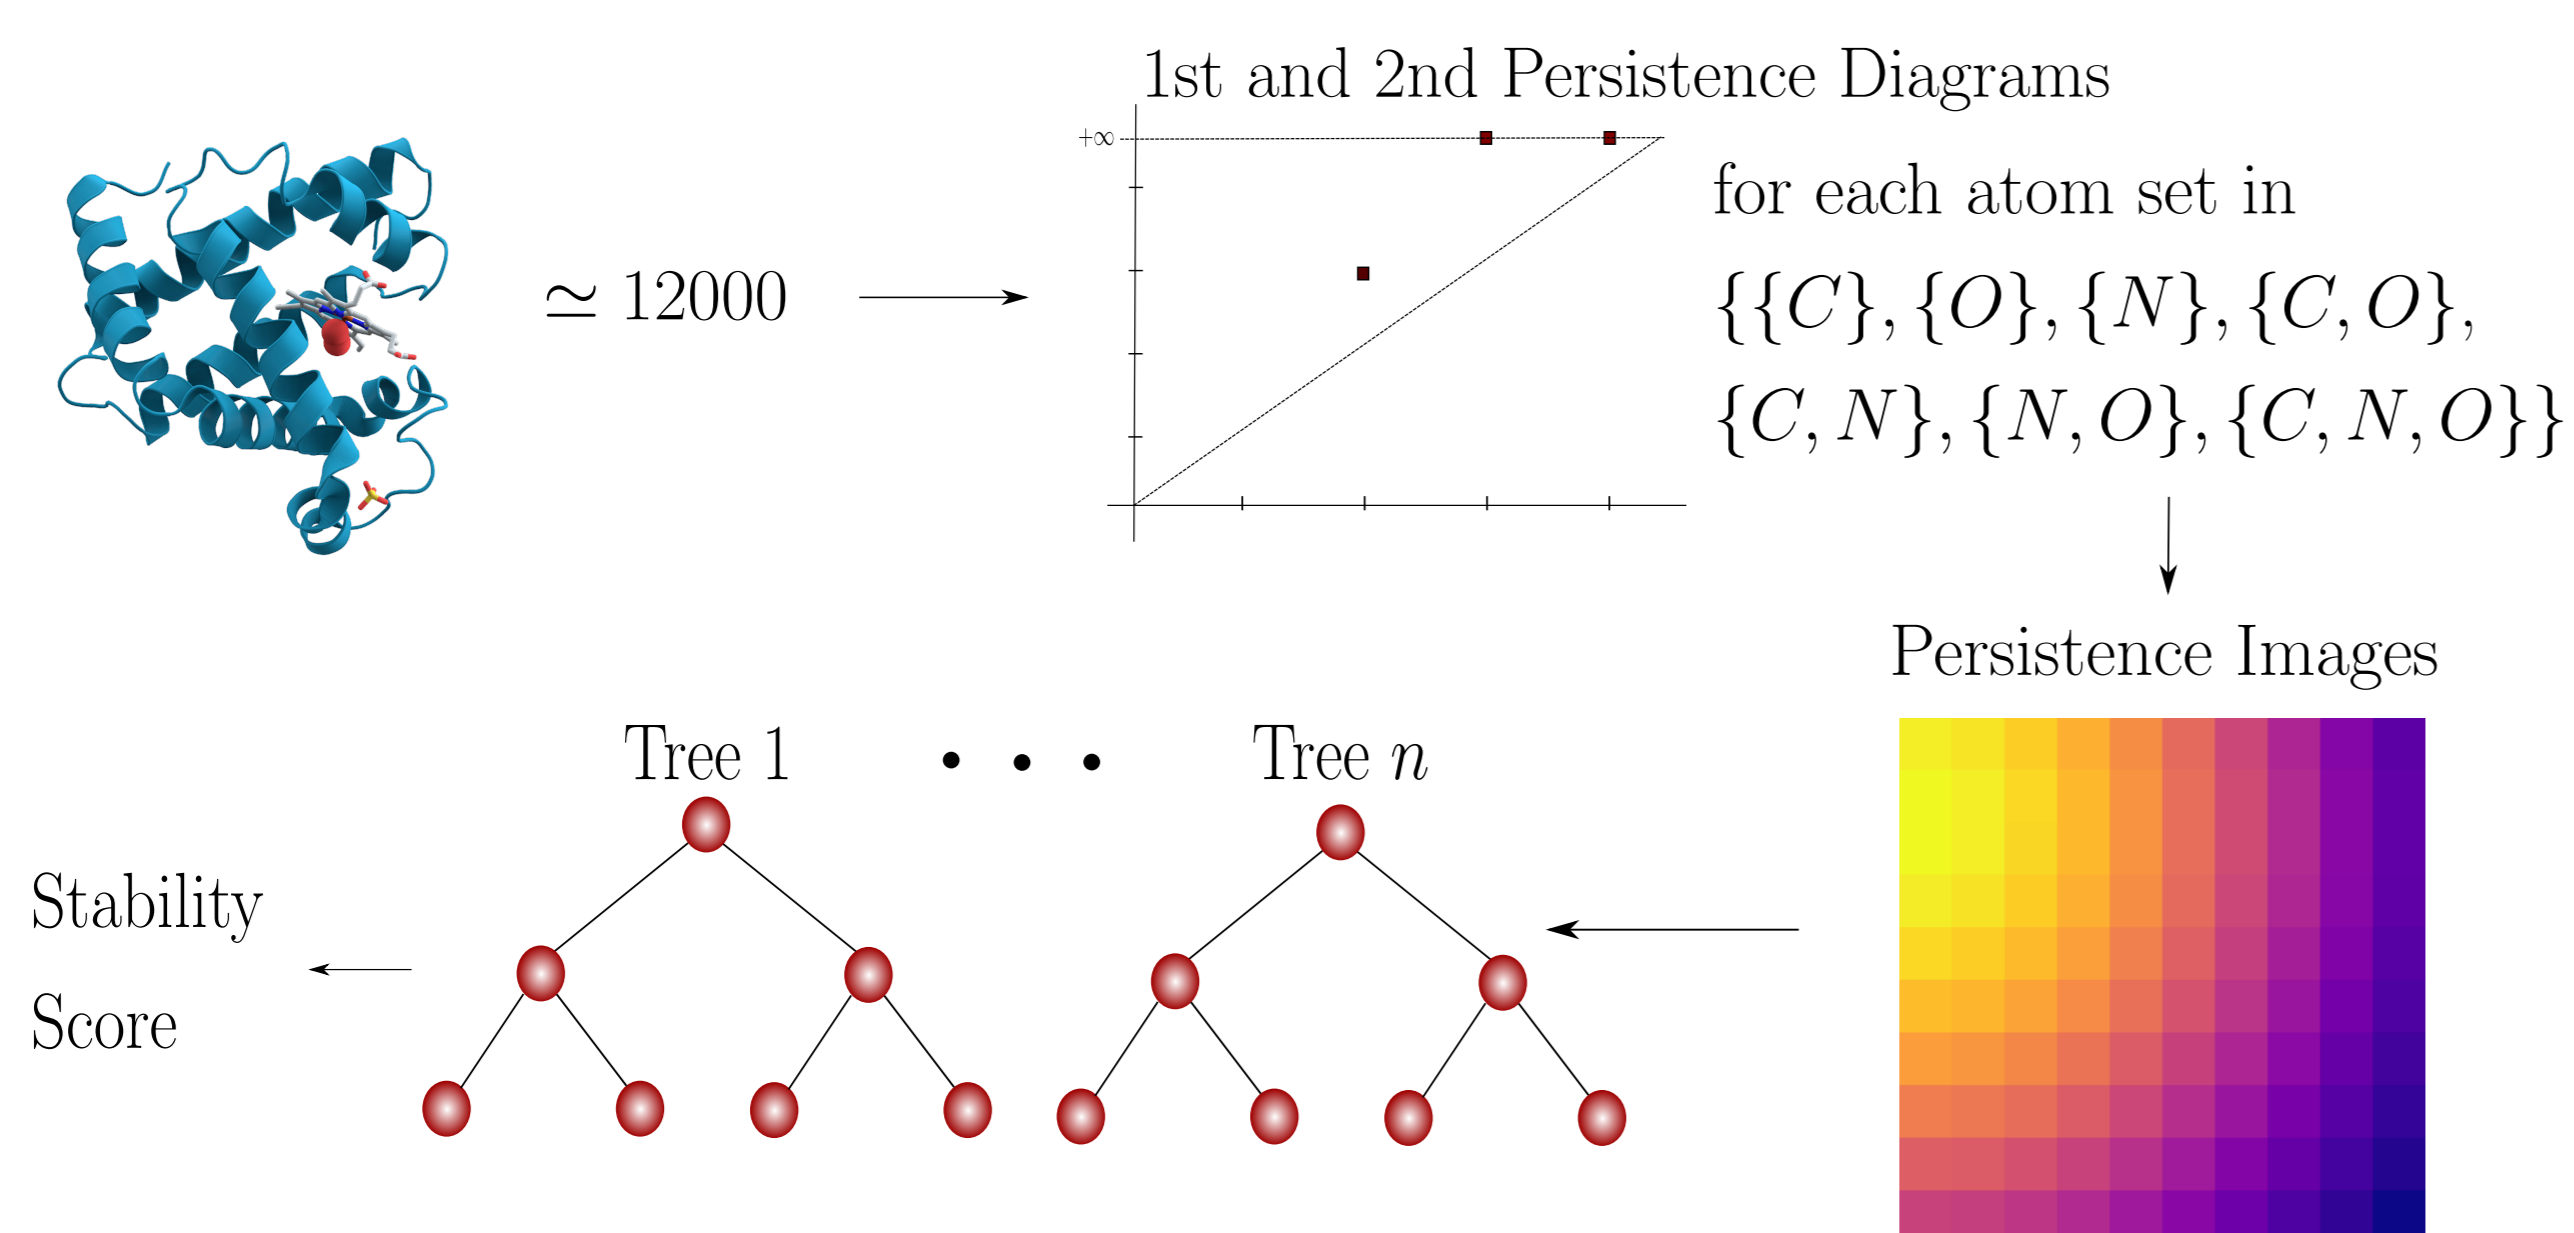 1st and 2nd Persistence Diagrams
+∞
for each atom set in
≃ 12000
{{C}, {O}, {N}, {C, O},
{C, N}, {N, O}, {C, N, O}}
Persistence Images
Tree 1
• • •
Tree n
Stability
Score